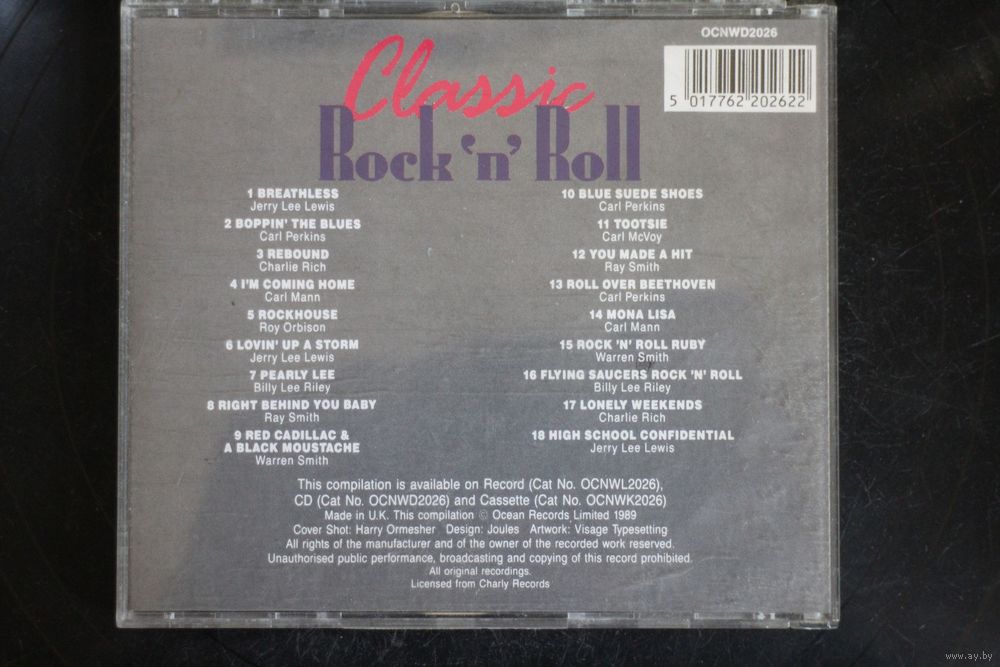 OCNWD2026
5 017762 202622
Classic
Rock 'n' Roll
1 BREATHLESS
Jerry Lee Lewis
2 BOPPIN' THE BLUES
Carl Perkins
3 REBOUND
Charlie Rich
4 I'M COMING HOME
Carl Mann
5 ROCKHOUSE
Roy Orbison
6 LOVIN' UP A STORM
Jerry Lee Lewis
7 PEARLY LEE
Billy Lee Riley
8 RIGHT BEHIND YOU BABY
Ray Smith
9 RED CADILLAC &
A BLACK MOUSTACHE
Warren Smith
10 BLUE SUEDE SHOES
Carl Perkins
11 TOOTSIE
Carl McVoy
12 YOU MADE A HIT
Ray Smith
13 ROLL OVER BEETHOVEN
Carl Perkins
14 MONA LISA
Carl Mann
15 ROCK 'N' ROLL RUBY
Warren Smith
16 FLYING SAUCERS ROCK 'N' ROLL
Billy Lee Riley
17 LONELY WEEKENDS
Charlie Rich
18 HIGH SCHOOL CONFIDENTIAL
Jerry Lee Lewis
This compilation is available on Record (Cat No. OCNWL2026),
CD (Cat No. OCNWD2026) and Cassette (Cat No. OCNWK2026)
Made in U.K. This compilation © Ocean Records Limited 1989
Cover Shot: Harry Ormesher Design: Joules Artwork: Visage Typesetting
All rights of the manufacturer and of the owner of the recorded work reserved.
Unauthorised public performance, broadcasting and copying of this record prohibited.
All original recordings.
Licensed from Charly Records
www.ay.by